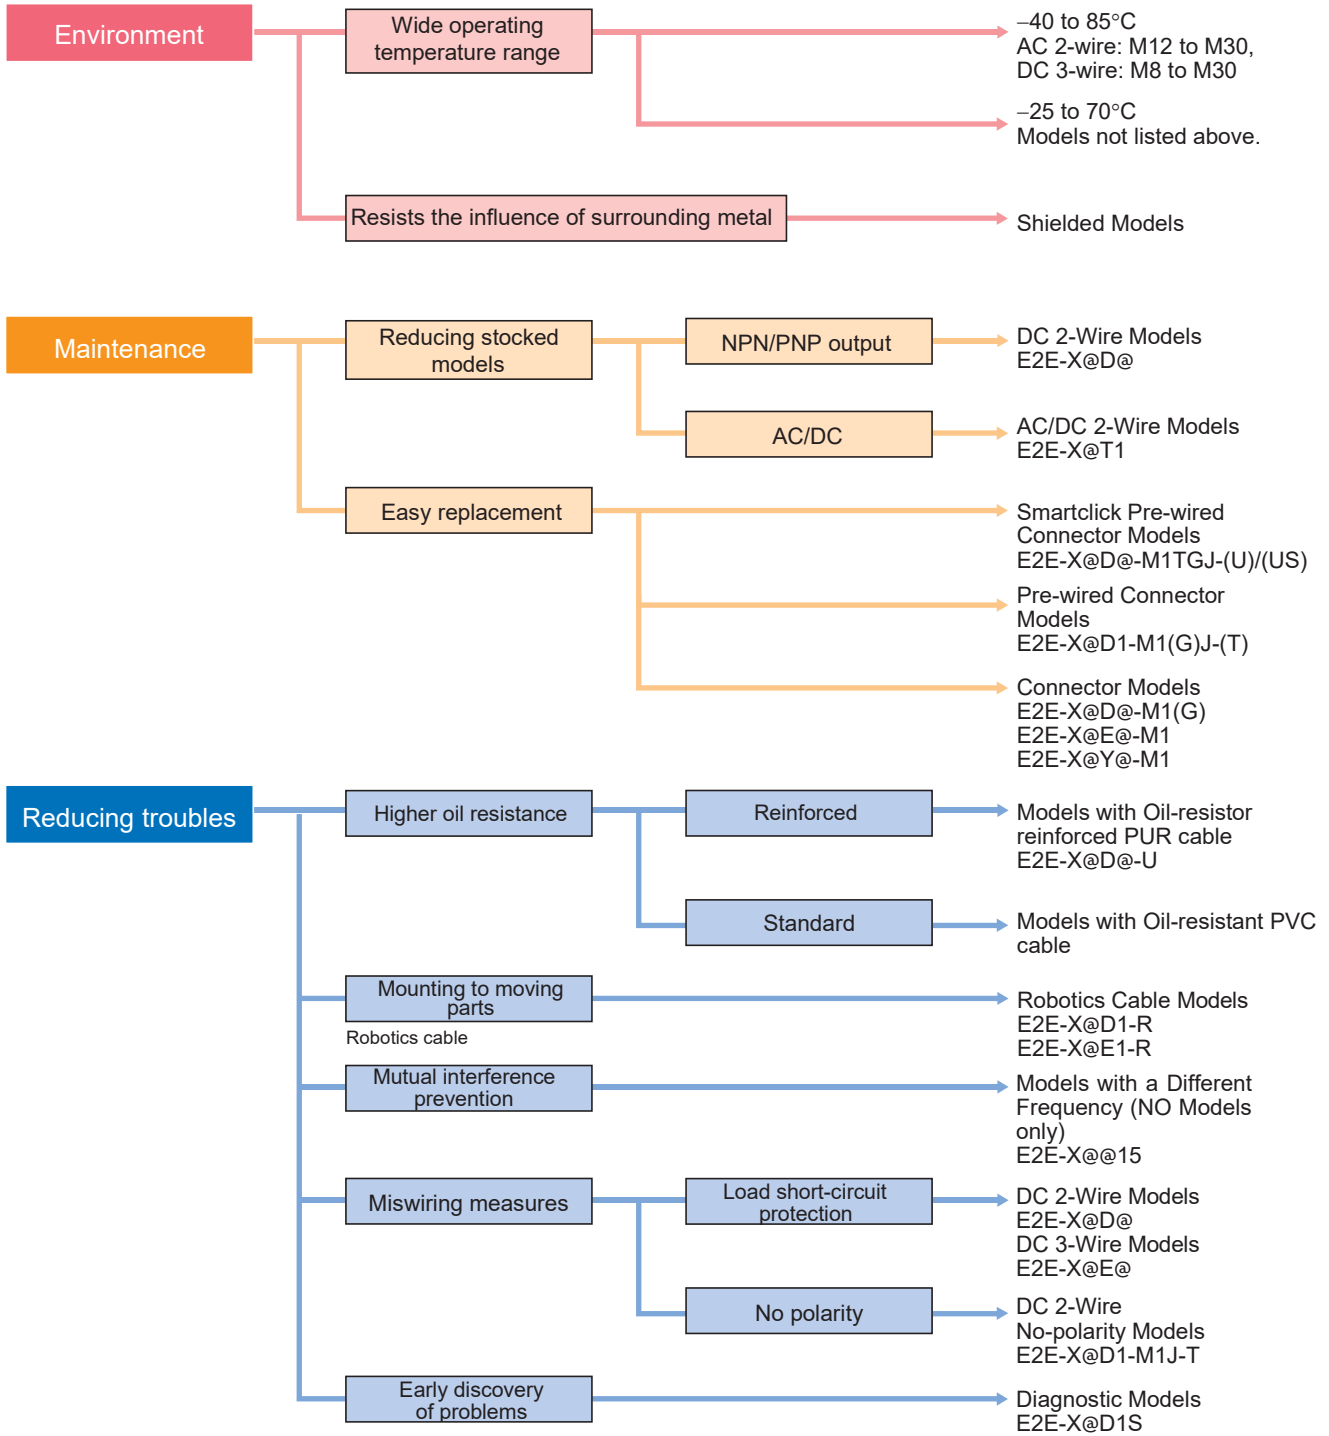 Environment
Wide operating
temperature range
–40 to 85°C
AC 2-wire: M12 to M30,
DC 3-wire: M8 to M30
–25 to 70°C
Models not listed above.
Resists the influence of surrounding metal
Shielded Models
Maintenance
Reducing stocked
models
NPN/PNP output
DC 2-Wire Models
E2E-X@D@
AC/DC
AC/DC 2-Wire Models
E2E-X@T1
Easy replacement
Smartclick Pre-wired
Connector Models
E2E-X@D@-M1TGJ-(U)/(US)
Pre-wired Connector
Models
E2E-X@D1-M1(G)J-(T)
Connector Models
E2E-X@D@-M1(G)
E2E-X@E@-M1
E2E-X@Y@-M1
Reducing troubles
Higher oil resistance
Reinforced
Models with Oil-resistor
reinforced PUR cable
E2E-X@D@-U
Standard
Models with Oil-resistant PVC
cable
Mounting to moving
parts
Robotics cable
Robotics Cable Models
E2E-X@D1-R
E2E-X@E1-R
Mutual interference
prevention
Models with a Different
Frequency (NO Models
only)
E2E-X@@15
Miswiring measures
Load short-circuit
protection
DC 2-Wire Models
E2E-X@D@
DC 3-Wire Models
E2E-X@E@
No polarity
DC 2-Wire
No-polarity Models
E2E-X@D1-M1J-T
Early discovery
of problems
Diagnostic Models
E2E-X@D1S